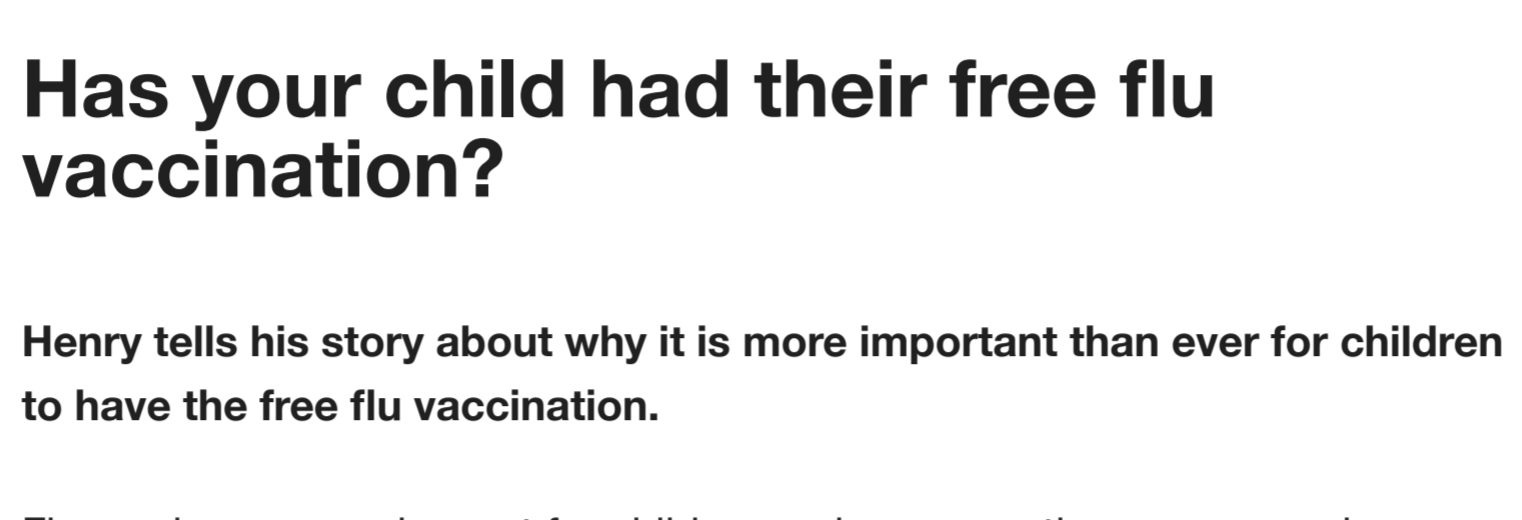 Has your child had their free flu
vaccination?
Henry tells his story about why it is more important than ever for children
to have the free flu vaccination.